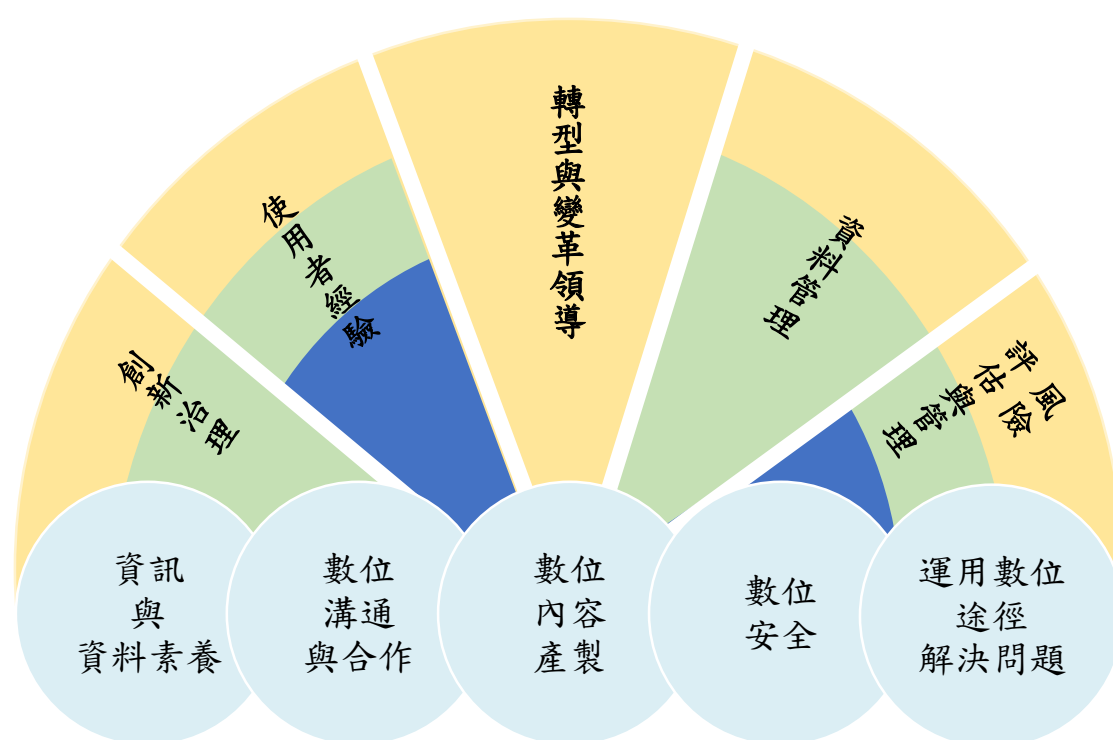 創新治理
使用者經驗
轉型與變革領導
資料管理
風險
評估
與管理
資訊
與
資料素養
數位
溝通
與合作
數位
內容
產製
數位
安全
運用數位
途徑
解決問題